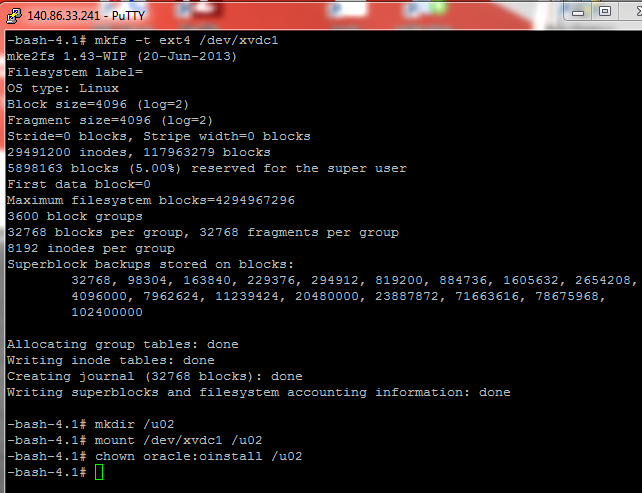 140.86.33.241 - PuTTY
-bash-4.1# mkfs -t ext4 /dev/xvdc1
mke2fs 1.43-WIP (20-Jun-2013)
Filesystem label=
OS type: Linux
Block size=4096 (log=2)
Fragment size=4096 (log=2)
Stride=0 blocks, Stripe width=0 blocks
29491200 inodes, 117963279 blocks
5898163 blocks (5.00%) reserved for the super user
First data block=0
Maximum filesystem blocks=4294967296
3600 block groups
32768 blocks per group, 32768 fragments per group
8192 inodes per group
Superblock backups stored on blocks:
32768, 98304, 163840, 229376, 294912, 819200, 884736, 1605632, 2654208,
4096000, 7962624, 11239424, 20480000, 23887872, 71663616, 78675968,
102400000
Allocating group tables: done
Writing inode tables: done
Creating journal (32768 blocks): done
Writing superblocks and filesystem accounting information: done
-bash-4.1# mkdir /u02
-bash-4.1# mount /dev/xvdc1 /u02
-bash-4.1# chown oracle:oinstall /u02
-bash-4.1#